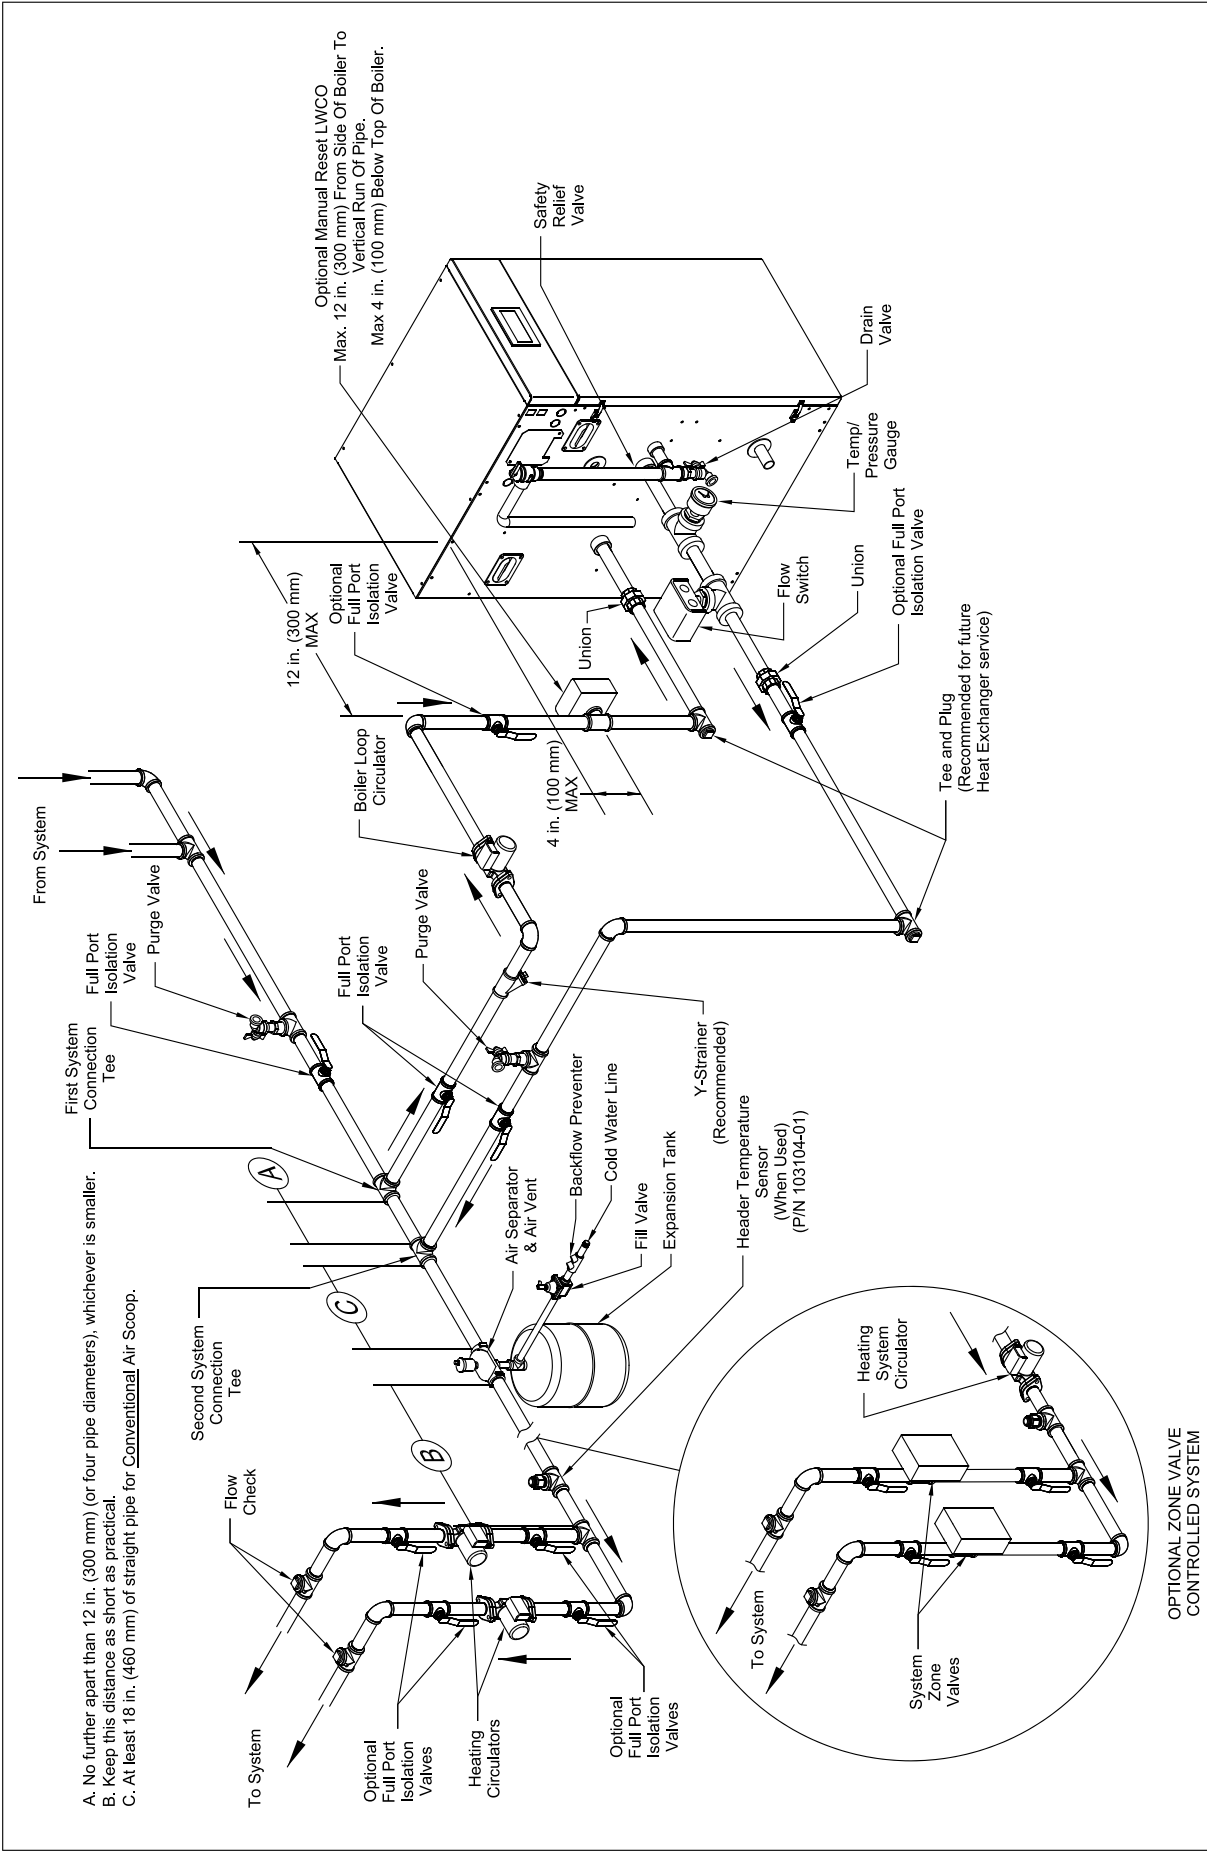 A. No further apart than 12 in. (300 mm) (or four pipe diameters), whichever is smaller.
B. Keep this distance as short as practical.
C. At least 18 in. (460 mm) of straight pipe for Conventional Air Scoop.
From System
Purge Valve
Full Port
Isolation
Valve
First System
Connection
Tee
A
Second System
Connection
Tee
C
Flow
Check
B
To System
Optional
Full Port
Isolation
Valves
Heating
Circulators
Optional
Full Port
Isolation
Valves
Optional Manual Reset LWCO
Max. 12 in. (300 mm) From Side Of Boiler To
Vertical Run Of Pipe.
Max 4 in. (100 mm) Below Top Of Boiler.
12 in. (300 mm)
MAX
Optional
Full Port
Isolation
Valve
Boiler Loop
Circulator
Full Port
Isolation
Valve
Purge Valve
4 in. (100 mm)
MAX
Union
Safety
Relief
Valve
Drain
Valve
Temp/
Pressure
Gauge
Flow
Switch
Union
Optional Full Port
Isolation Valve
Tee and Plug
(Recommended for future
Heat Exchanger service)
Air Separator
& Air Vent
Backflow Preventer
Cold Water Line
Fill Valve
Expansion Tank
Y-Strainer
(Recommended)
Header Temperature
Sensor
(When Used)
(P/N 103104-01)
Heating
System
Circulator
To System
System
Zone
Valves
OPTIONAL ZONE VALVE
CONTROLLED SYSTEM